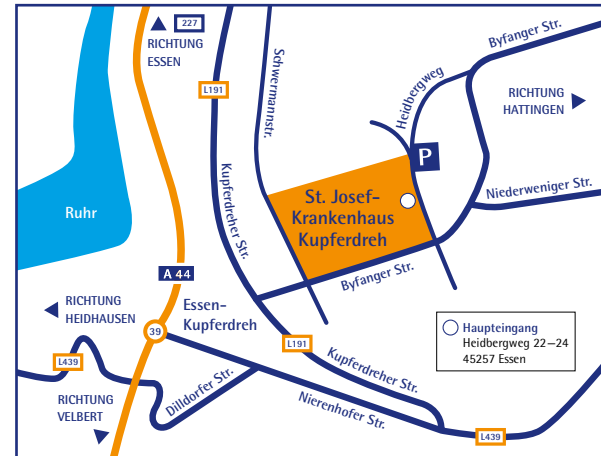 227
RICHTUNG
ESSEN
L191
Schwermannstr.
Heidbergweg
Byfanger Str.
RICHTUNG
HATTINGEN
P
Kupferdreher Str.
St. Josef-
Krankenhaus
Kupferdreh
Niederweniger Str.
Ruhr
A 44
Byfanger Str.
RICHTUNG
HEIDHAUSEN
Essen-
Kupferdreh
39
L191
Kupferdreher Str.
Haupteingang
Heidbergweg 22–24
45257 Essen
L439
RICHTUNG
VELBERT
Dilldorfer Str.
Nierenhofer Str.
L439